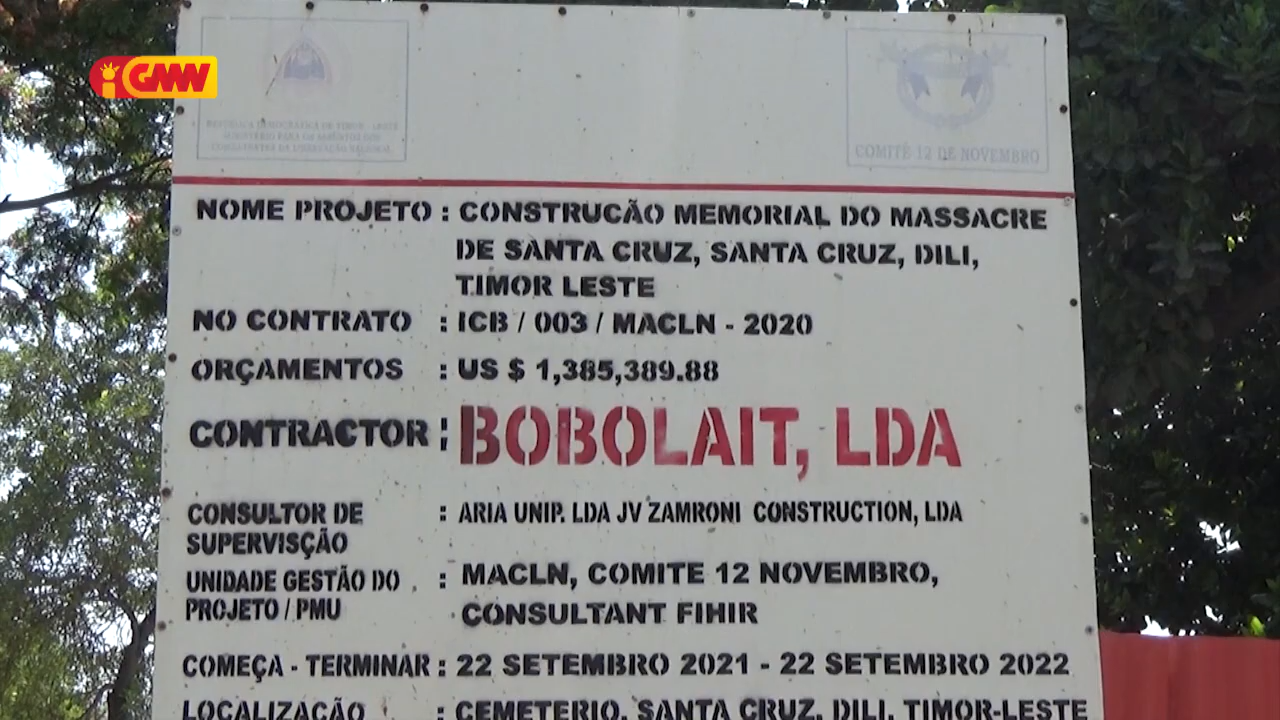 GMN
REPÚBLICA DEMOCRÁTICA DE TIMOR - LESTE
MINISTÉRIO PARA OS ASSUNTOS DOS
COMBATENTES DA LIBERTAÇÃO NACIONAL
COMITÉ 12 DE NOVEMBRO
NOME PROJETO : CONSTRUCÃO MEMORIAL DO MASSACRE
DE SANTA CRUZ, SANTA CRUZ, DILI,
TIMOR LESTE
NO CONTRATO : ICB / 003 / MACLN - 2020
ORÇAMENTOS : US $ 1,385,389.88
CONTRACTOR : BOBOLAIT, LDA
CONSULTOR DE : ARIA UNIP. LDA JV ZAMRONI CONSTRUCTION, LDA
SUPERVISÇÃO
UNIDADE GESTÃO DO : MACLN, COMITE 12 NOVEMBRO,
PROJETO / PMU
CONSULTANT FIHIR
COMEÇA - TERMINAR : 22 SETEMBRO 2021 - 22 SETEMBRO 2022
LOCALIZAÇÃO : CEMETERIO, SANTA CRUZ, DILI, TIMOR-LESTE